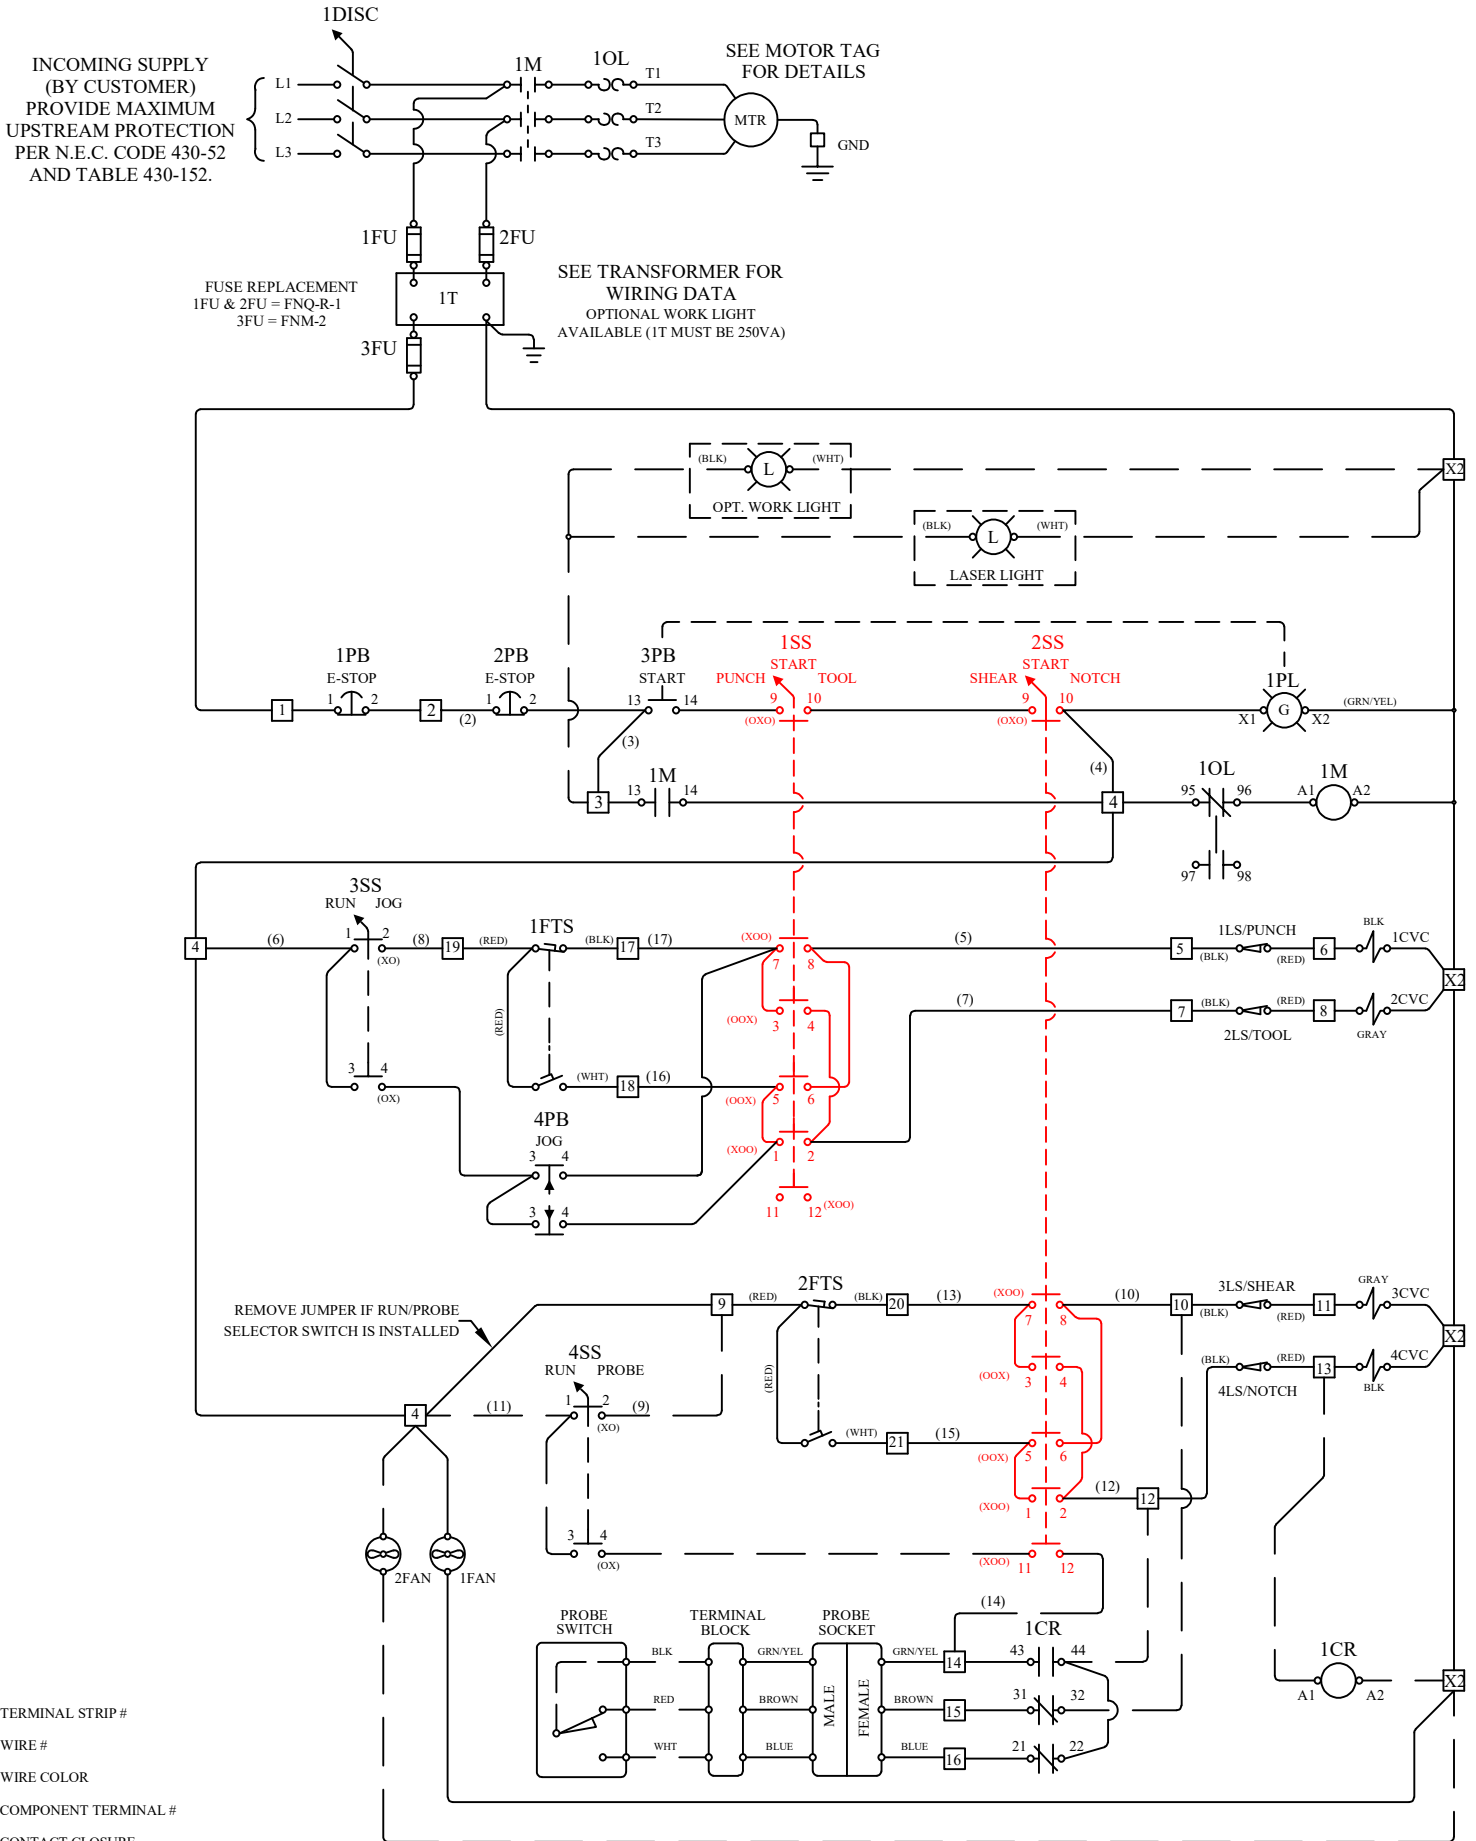 1DISC
INCOMING SUPPLY
(BY CUSTOMER)
PROVIDE MAXIMUM
UPSTREAM PROTECTION
PER N.E.C. CODE 430-52
AND TABLE 430-152.
L1
L2
L3
1M
1OL
T1
T2
T3
SEE MOTOR TAG
FOR DETAILS
MTR
GND
1FU
2FU
FUSE REPLACEMENT
1FU & 2FU = FNQ-R-1
3FU = FNM-2
1T
SEE TRANSFORMER FOR
WIRING DATA
OPTIONAL WORK LIGHT
AVAILABLE (1T MUST BE 250VA)
3FU
(BLK)
L
(WHT)
OPT. WORK LIGHT
X2
(BLK)
L
(WHT)
LASER LIGHT
1PB
E-STOP
1 2
2PB
E-STOP
1 2
3PB
START
13 14
1SS
START
PUNCH TOOL
9 10
(OXO)
2SS
START
SHEAR NOTCH
9 10
(OXO)
1PL
X1 G X2
(GRN/YEL)
1
2
(2)
(3)
(4)
3
13 1M 14
4
1OL
95 96
97 98
1M
A1 A2
3SS
RUN JOG
4
(6)
1 2
(XO)
(8)
19
(RED)
1FTS
(BLK)
17
(17)
(XOO)
7 8
(5)
5
1LS/PUNCH
(BLK) (RED)
6
BLK
1CVC
X2
(RED)
(OOX)
3 4
(7)
7
(BLK) (RED)
2LS/TOOL
8
2CVC
GRAY
3 4
(OX)
(WHT)
18
(16)
(OOX)
5 6
4PB
JOG
3 4
3 4
(XOO)
1 2
11 12
(XOO)
REMOVE JUMPER IF RUN/PROBE
SELECTOR SWITCH IS INSTALLED
9
(RED)
2FTS
(BLK)
20
(13)
(XOO)
7 8
(10)
10
3LS/SHEAR
(BLK) (RED)
11
GRAY
3CVC
X2
4SS
RUN PROBE
(RED)
(OOX)
3 4
(BLK) (RED)
4LS/NOTCH
13
4CVC
BLK
4
(11)
1 2
(XO)
(9)
(WHT)
21
(15)
(OOX)
5 6
(XOO)
1 2
(12)
12
3 4
(OX)
(XOO)
11 12
2FAN
1FAN
(14)
PROBE
SWITCH
TERMINAL
BLOCK
PROBE
SOCKET
MALE
FEMALE
1CR
BLK
GRN/YEL
GRN/YEL
14
43 44
RED
BROWN
BROWN
15
31 32
WHT
BLUE
BLUE
16
21 22
1CR
A1 A2
X2
TERMINAL STRIP #
WIRE #
WIRE COLOR
COMPONENT TERMINAL #
CONTACT CLOSURE